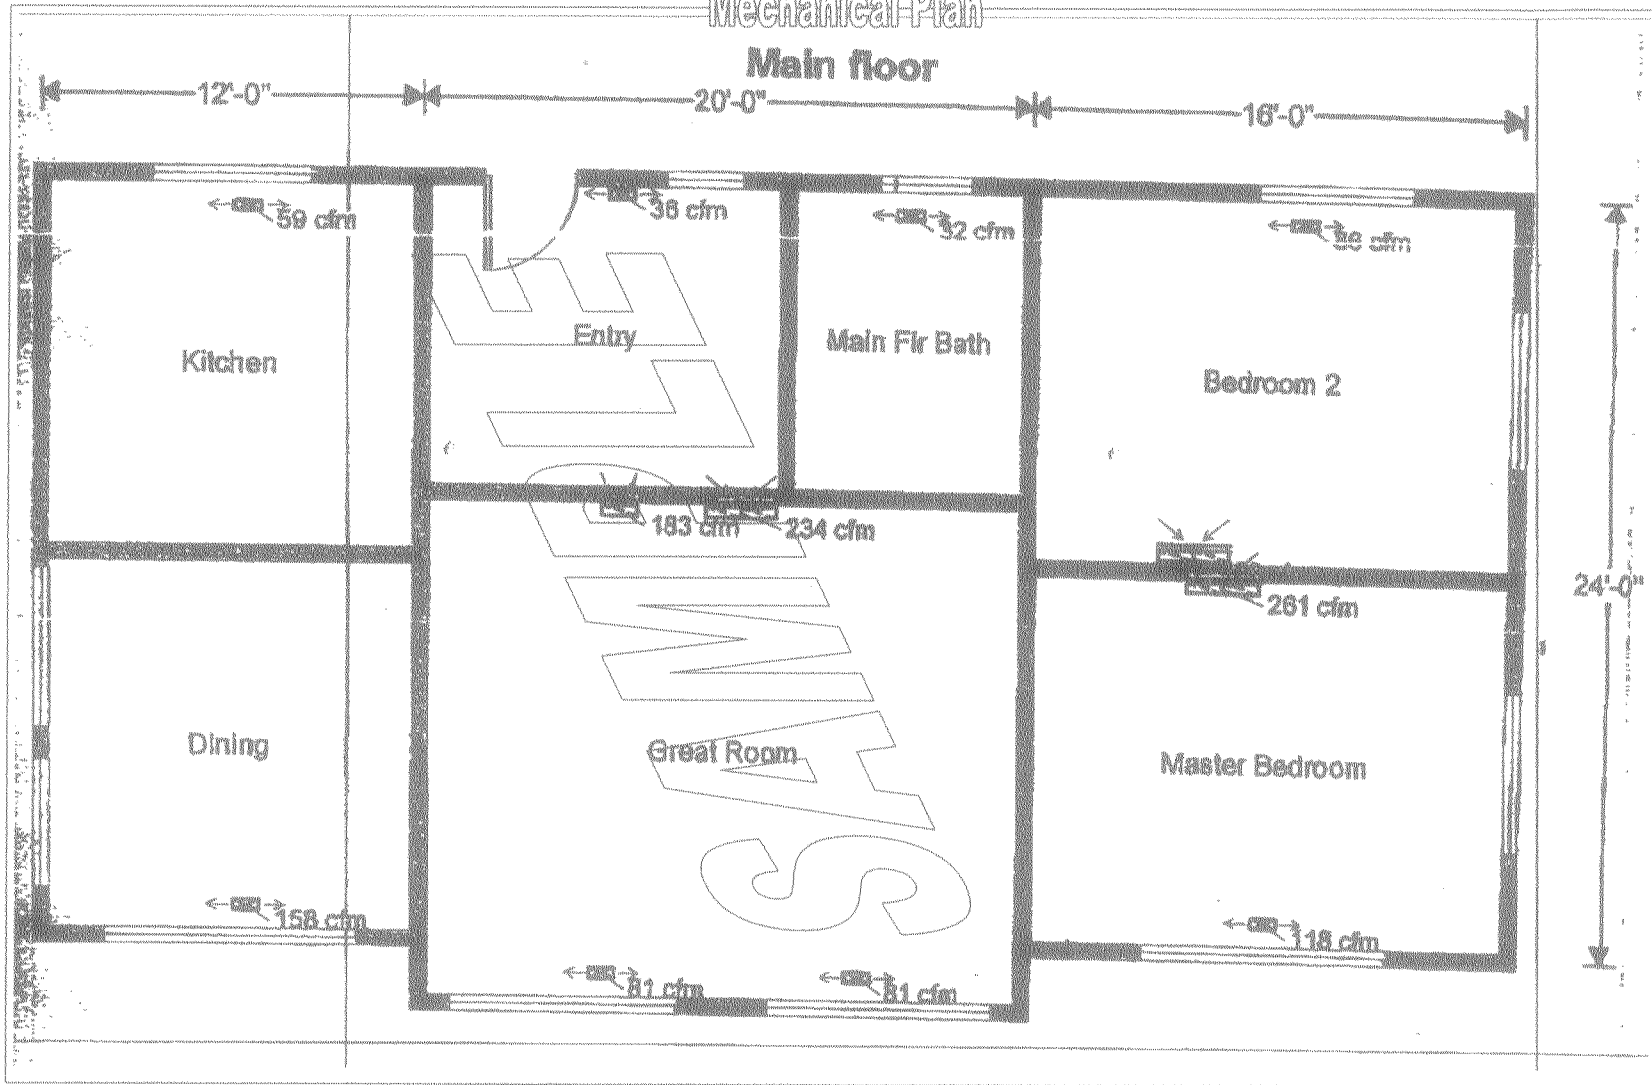 Mechanical Plan
Main floor
12'-0"
20'-0"
16'-0"
59 cfm
36 cfm
32 cfm
cfm
Kitchen
Entry
Main Flr Bath
Bedroom 2
183 cfm
234 cfm
24'-0"
261 cfm
Dining
Great Room
Master Bedroom
158 cfm
118 cfm
81 cfm
81 cfm
SAMPLE